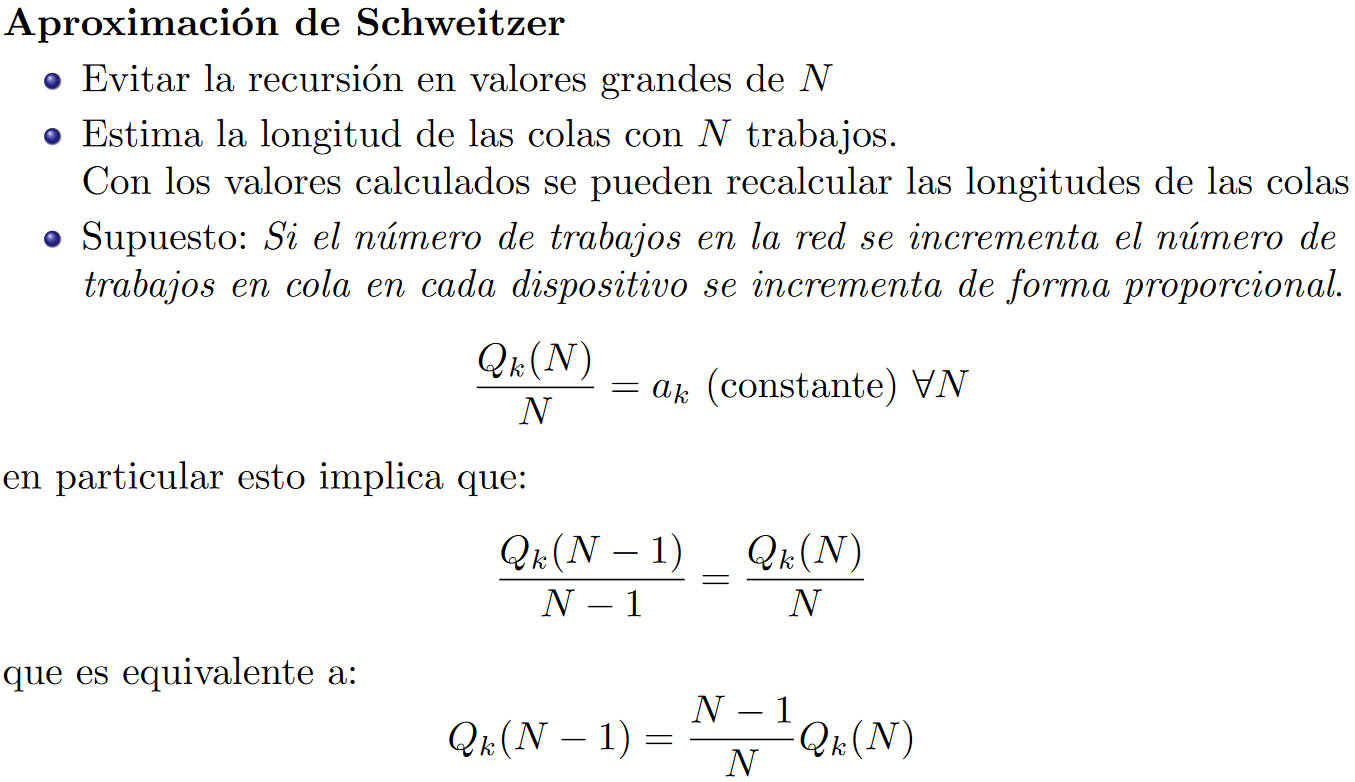 Aproximación de Schweitzer
• Evitar la recursión en valores grandes de N
• Estima la longitud de las colas con N trabajos.
Con los valores calculados se pueden recalcular las longitudes de las colas
• Supuesto: Si el número de trabajos en la red se incrementa el número de
trabajos en cola en cada dispositivo se incrementa de forma proporcional.
\frac{Q_k(N)}{N} = a_k (constante) ∀N
en particular esto implica que:
\frac{Q_k(N − 1)}{N − 1} = \frac{Q_k(N)}{N}
que es equivalente a:
Q_k(N − 1) = \frac{N − 1}{N} Q_k(N)